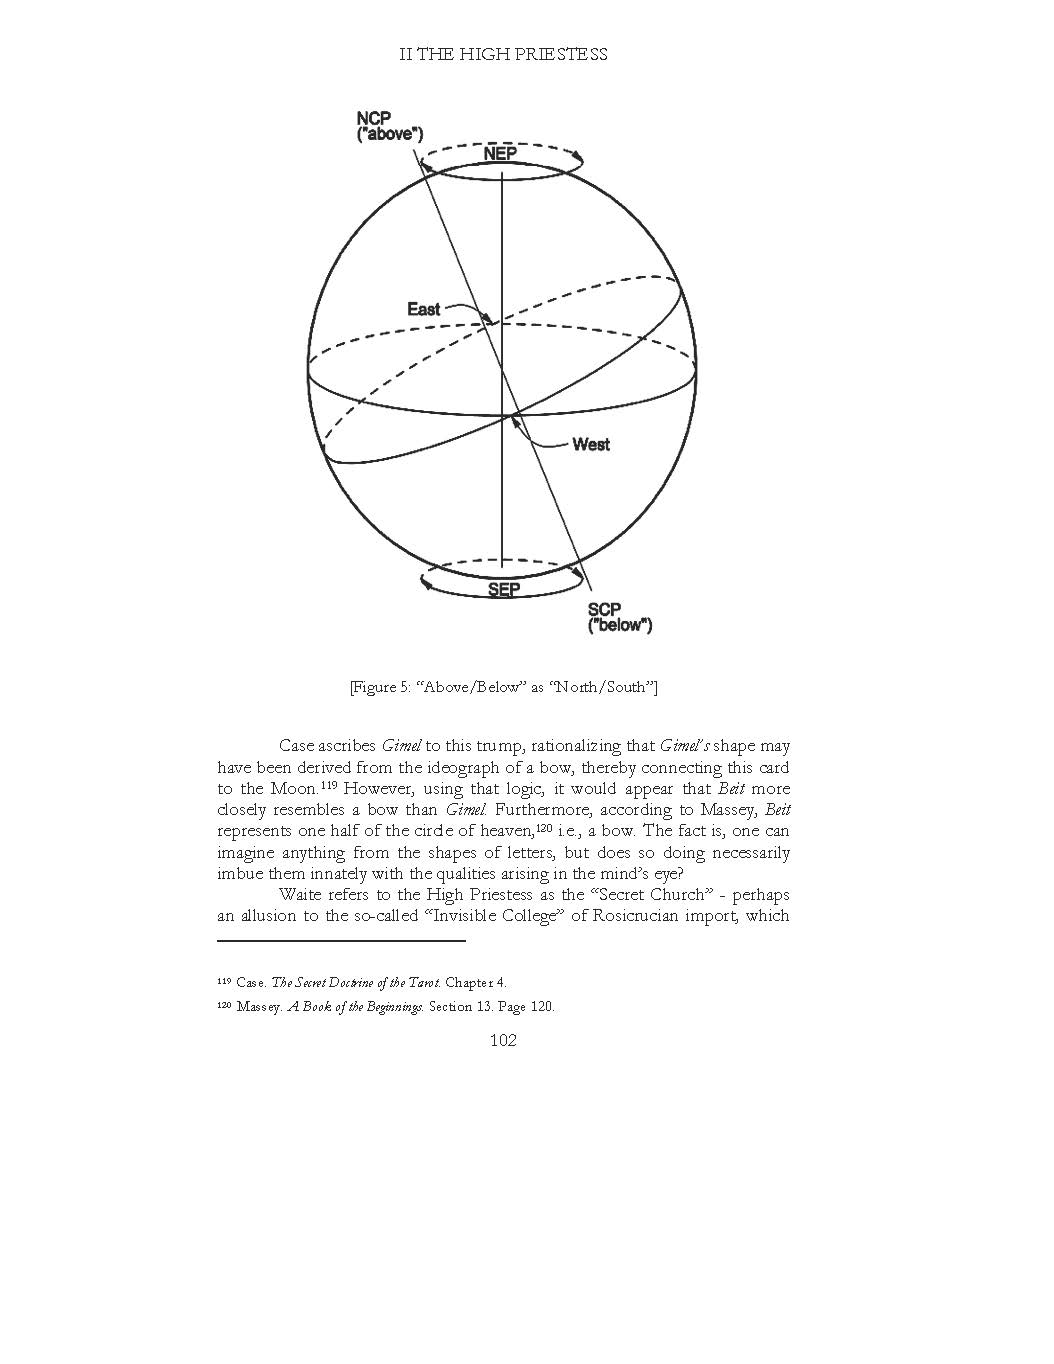 II THE HIGH PRIESTESS
NCP
("above")
NEP
East
West
SEP
SCP
("below")
[Figure 5: “Above/Below” as “North/South”]
Case ascribes Gimel to this trump, rationalizing that Gimel’s shape may
have been derived from the ideograph of a bow, thereby connecting this card
to the Moon.¹¹⁹ However, using that logic, it would appear that Beit more
closely resembles a bow than Gimel. Furthermore, according to Massey, Beit
represents one half of the circle of heaven,¹²⁰ i.e., a bow. The fact is, one can
imagine anything from the shapes of letters, but does so doing necessarily
imbue them innately with the qualities arising in the mind’s eye?
Waite refers to the High Priestess as the “Secret Church” - perhaps
an allusion to the so-called “Invisible College” of Rosicrucian import, which
¹¹⁹ Case. The Secret Doctrine of the Tarot. Chapter 4.
¹²⁰ Massey. A Book of the Beginnings. Section 13. Page 120.
102